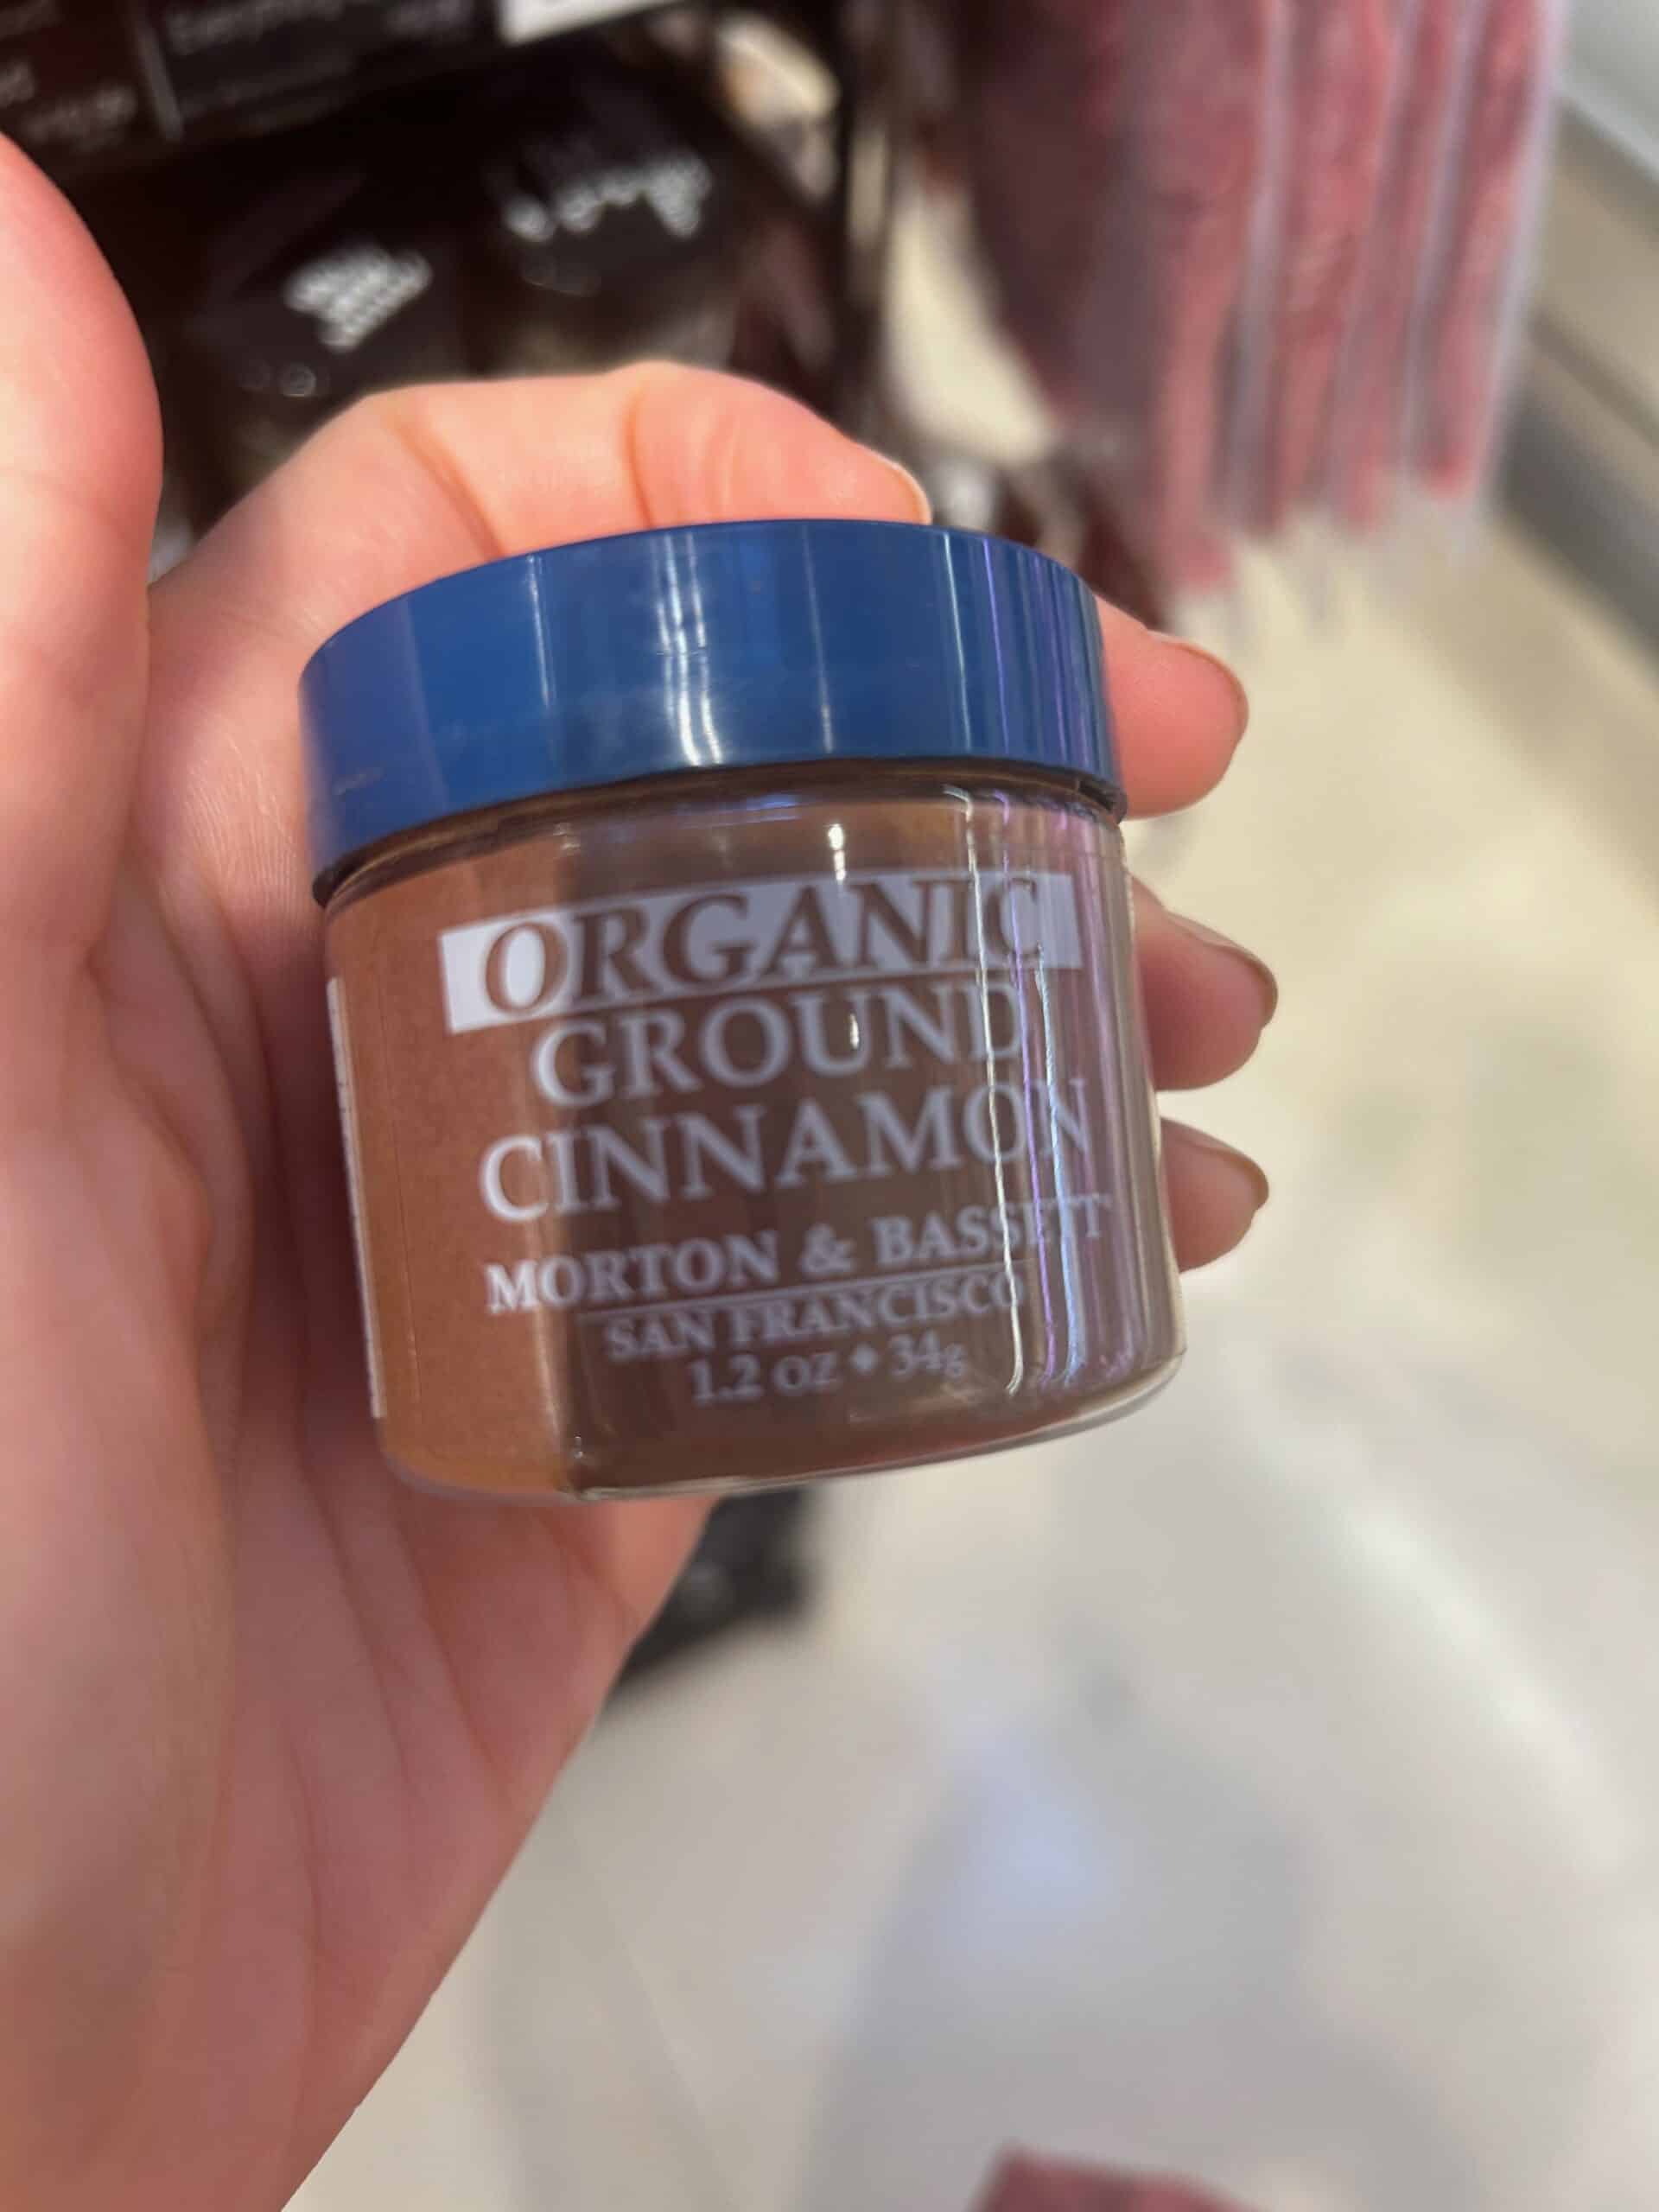 ORGANIC
GROUND
CINNAMON
MORTON & BASSETT
SAN FRANCISCO
1.2 oz ◆ 34g